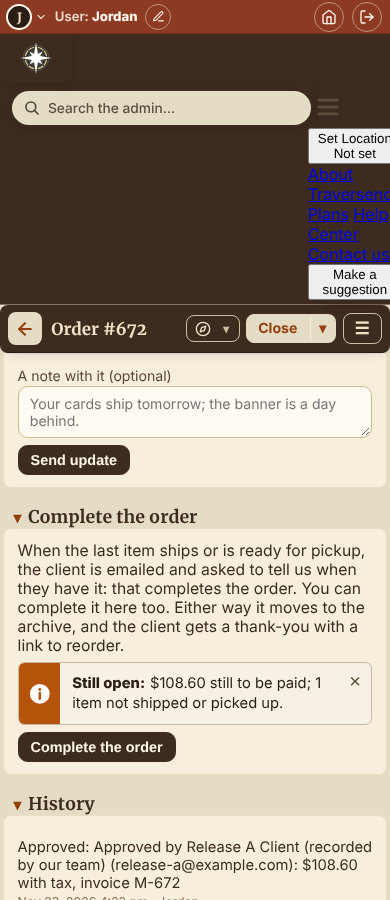 J User: Jordan
Search the admin...
Set Location
Not set
About
Plans Help
Center
Contact us
Make a
suggestion
Order #672
Close
A note with it (optional)
Your cards ship tomorrow; the banner is a day
behind.
Send update
Complete the order
When the last item ships or is ready for pickup,
the client is emailed and asked to tell us when
they have it: that completes the order. You can
complete it here too. Either way it moves to the
archive, and the client gets a thank-you with a
link to reorder.
Still open: $108.60 still to be paid; 1
item not shipped or picked up.
Complete the order
History
Approved: Approved by Release A Client (recorded
by our team) (release-a@example.com): $108.60
with tax, invoice M-672